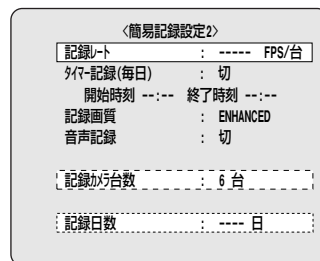 〈簡易記録設定2〉
記録ﾚｰﾄ : ----- FPS/台
ﾀｲﾏｰ記録(毎日) : 切
開始時刻 --:-- 終了時刻 --:--
記録画質 : ENHANCED
音声記録 : 切
記録ｶﾒﾗ台数 : 6 台
記録日数 : ---- 日